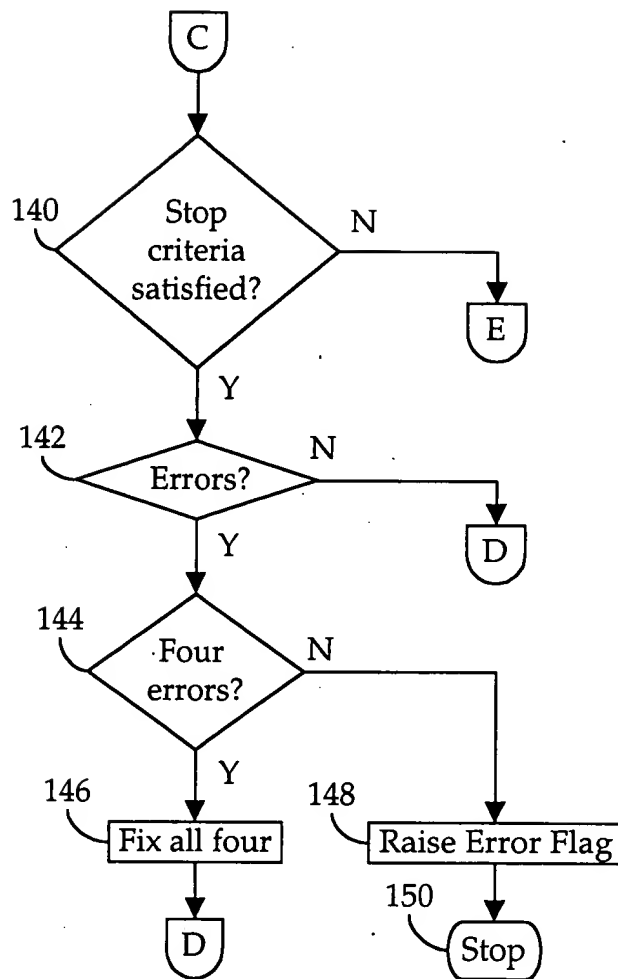 C
140
Stop
criteria
satisfied?
N
E
Y
142
Errors?
N
D
Y
144
Four
errors?
N
Y
146
Fix all four
148
Raise Error Flag
D
150
Stop